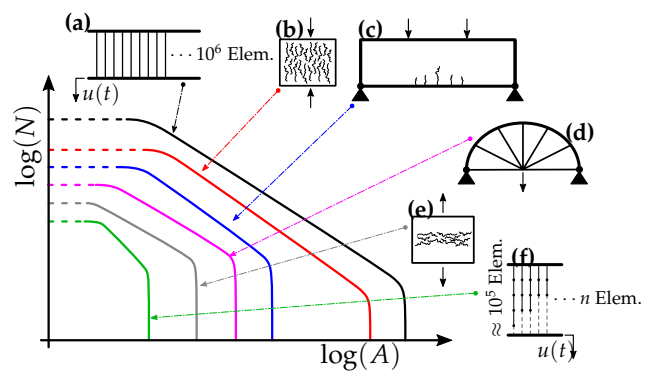 (a)
(b)
(c)
· · · 10⁶ Elem.
u(t)
log(N)
(d)
(e)
(f)
≈ 10⁵ Elem.
· · · n Elem.
u(t)
log(A)